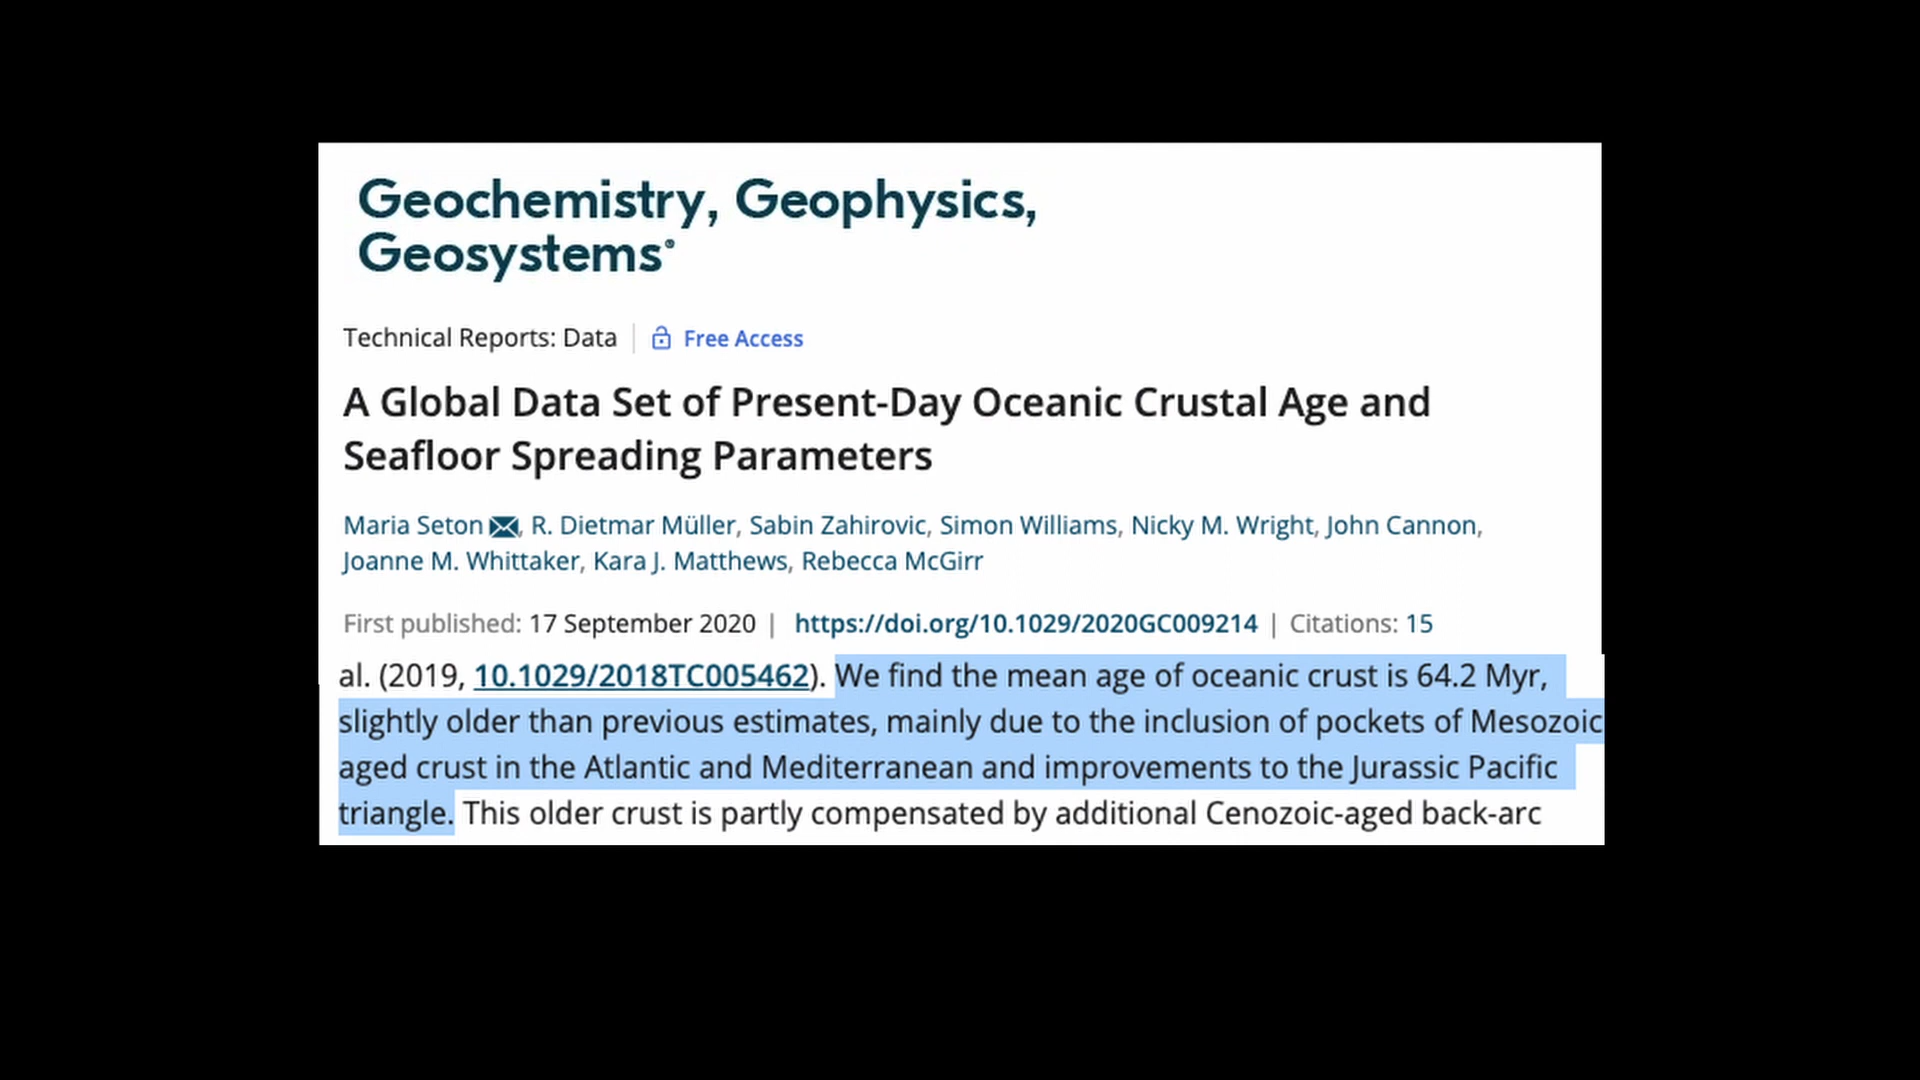 Geochemistry, Geophysics,
Geosystems®
Technical Reports: Data | Free Access
A Global Data Set of Present-Day Oceanic Crustal Age and
Seafloor Spreading Parameters
Maria Seton, R. Dietmar Müller, Sabin Zahirovic, Simon Williams, Nicky M. Wright, John Cannon,
Joanne M. Whittaker, Kara J. Matthews, Rebecca McGirr
First published: 17 September 2020 | https://doi.org/10.1029/2020GC009214 | Citations: 15
al. (2019, 10.1029/2018TC005462). We find the mean age of oceanic crust is 64.2 Myr,
slightly older than previous estimates, mainly due to the inclusion of pockets of Mesozoic
aged crust in the Atlantic and Mediterranean and improvements to the Jurassic Pacific
triangle. This older crust is partly compensated by additional Cenozoic-aged back-arc